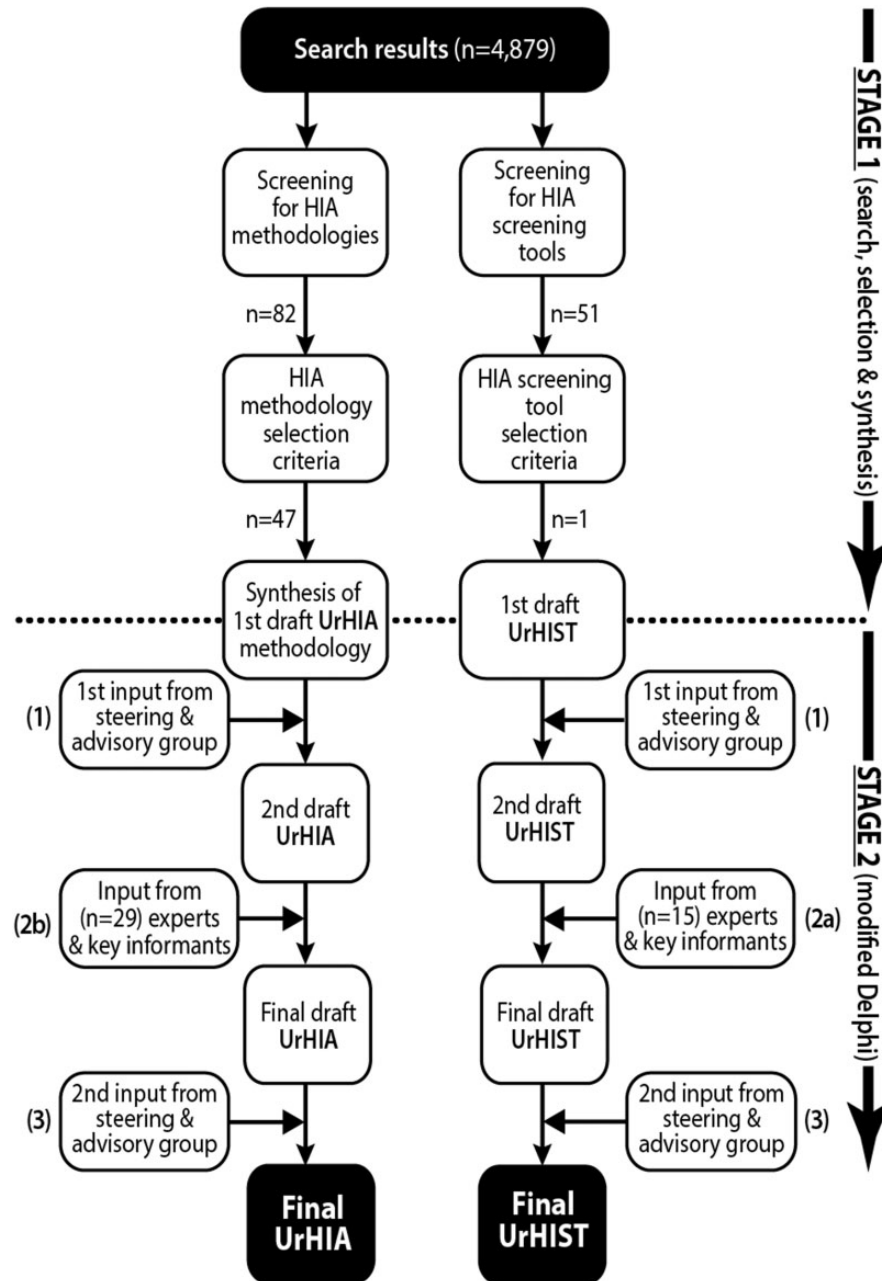 Search results (n=4,879)
Screening
for HIA
methodologies
Screening
for HIA
screening
tools
n=82
n=51
HIA
methodology
selection
criteria
HIA screening
tool
selection
criteria
n=47
n=1
Synthesis of
1st draft UrHIA
methodology
1st draft
UrHIST
STAGE 1 (search, selection & synthesis)
(1)
1st input from
steering &
advisory group
1st input from
steering &
advisory group
(1)
2nd draft
UrHIA
2nd draft
UrHIST
(2b)
Input from
(n=29) experts
& key informants
Input from
(n=15) experts
& key informants
(2a)
Final draft
UrHIA
Final draft
UrHIST
(3)
2nd input from
steering &
advisory group
2nd input from
steering &
advisory group
(3)
Final
UrHIA
Final
UrHIST
STAGE 2 (modified Delphi)